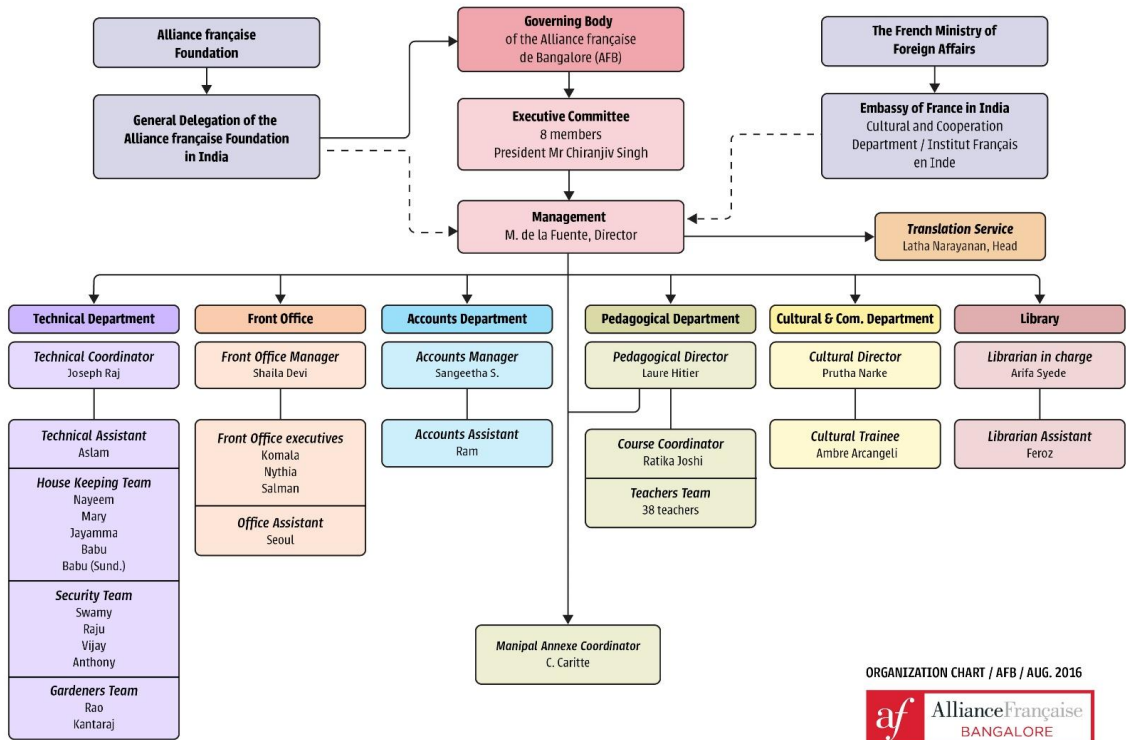 Alliance française
Foundation
General Delegation of the
Alliance française Foundation
in India
Governing Body
of the Alliance française
de Bangalore (AFB)
Executive Committee
8 members
President Mr Chiranjiv Singh
Management
M. de la Fuente, Director
The French Ministry of
Foreign Affairs
Embassy of France in India
Cultural and Cooperation
Department / Institut Français
en Inde
Translation Service
Latha Narayanan, Head
Technical Department
Technical Coordinator
Joseph Raj
Technical Assistant
Aslam
House Keeping Team
Nayeem
Mary
Jayamma
Babu
Babu (Sund.)
Security Team
Swamy
Raju
Vijay
Anthony
Gardeners Team
Rao
Kantaraj
Front Office
Front Office Manager
Shaila Devi
Front Office executives
Komala
Nythia
Salman
Office Assistant
Seoul
Accounts Department
Accounts Manager
Sangeetha S.
Accounts Assistant
Ram
Pedagogical Department
Pedagogical Director
Laure Hitier
Course Coordinator
Ratika Joshi
Teachers Team
38 teachers
Manipal Annexe Coordinator
C. Caritte
Cultural & Com. Department
Cultural Director
Prutha Narke
Cultural Trainee
Ambre Arcangeli
Library
Librarian in charge
Arifa Syede
Librarian Assistant
Feroz
ORGANIZATION CHART / AFB / AUG. 2016
af AllianceFrançaise
BANGALORE